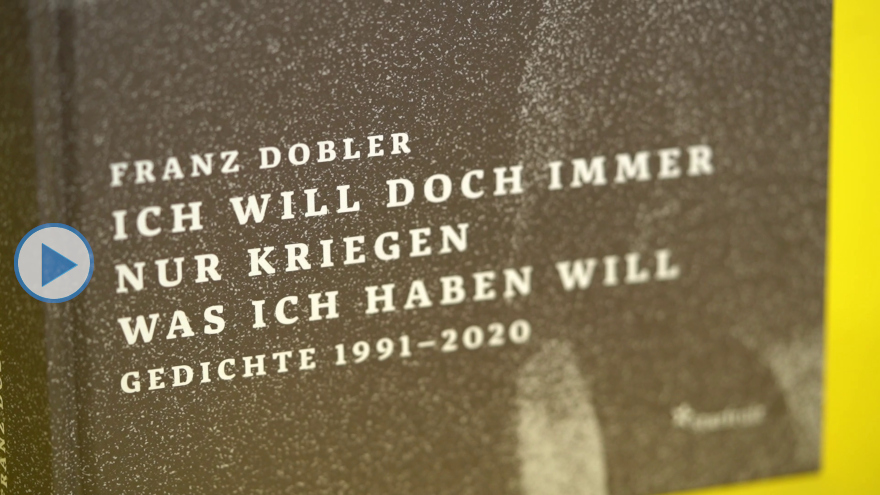 FRANZ DOBLER
ICH WILL DOCH IMMER
NUR KRIEGEN
WAS ICH HABEN WILL
GEDICHTE 1991–2020